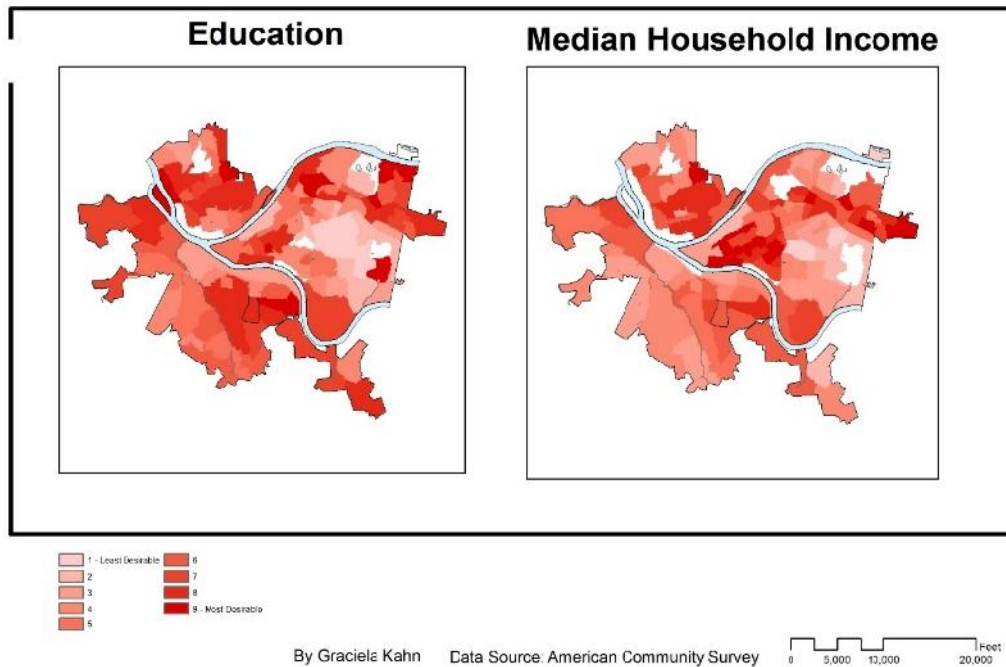 Education
Median Household Income
1 - Least Desirable
2
3
4
5
6
7
8
9 - Most Desirable
By Graciela Kahn
Data Source: American Community Survey
Feet
0 5,000 10,000 20,000